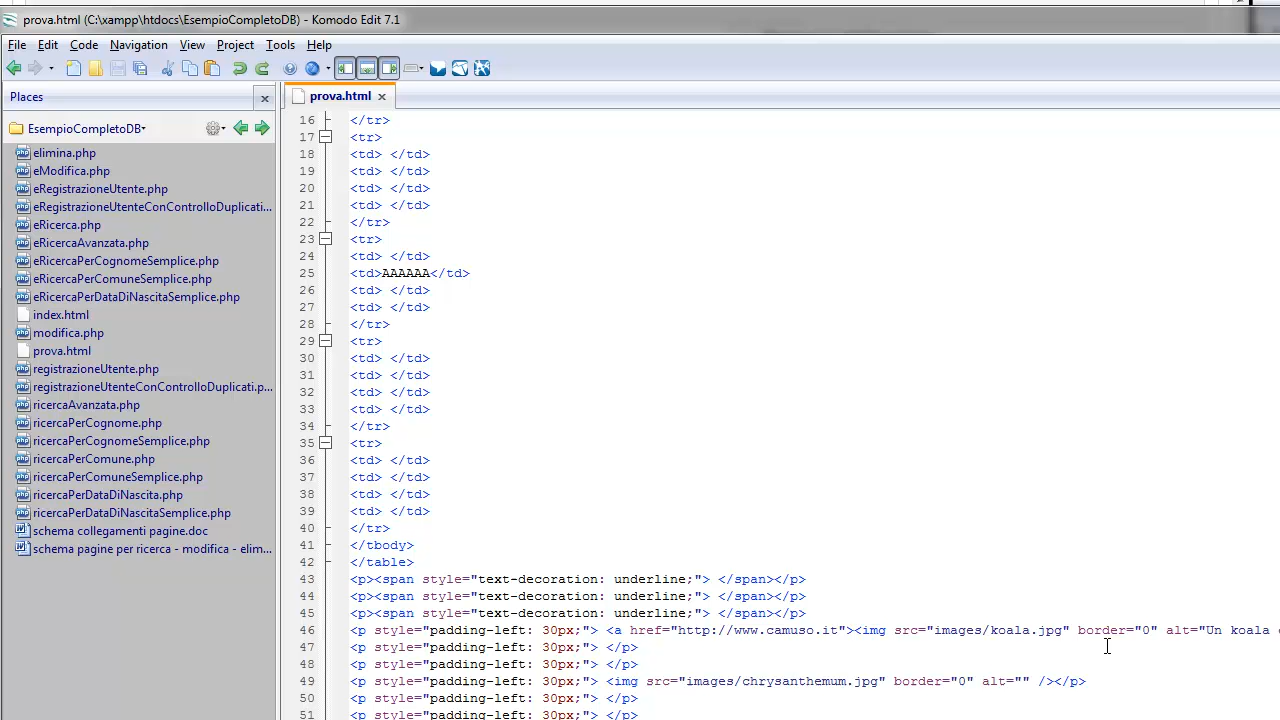 prova.html (C:\xampp\htdocs\EsempioCompletoDB) - Komodo Edit 7.1
File Edit Code Navigation View Project Tools Help
Places
prova.html
EsempioCompletoDB
elimina.php
eModifica.php
eRegistrazioneUtente.php
eRegistrazioneUtenteConControlloDuplicati...
eRicerca.php
eRicercaAvanzata.php
eRicercaPerCognomeSemplice.php
eRicercaPerComuneSemplice.php
eRicercaPerDataDiNascitaSemplice.php
index.html
modifica.php
prova.html
registrazioneUtente.php
registrazioneUtenteConControlloDuplicati.p...
ricercaAvanzata.php
ricercaPerCognome.php
ricercaPerCognomeSemplice.php
ricercaPerComune.php
ricercaPerComuneSemplice.php
ricercaPerDataDiNascita.php
ricercaPerDataDiNascitaSemplice.php
schema collegamenti pagine.doc
schema pagine per ricerca - modifica - elim...
16 </tr>
17 <tr>
18 <td> </td>
19 <td> </td>
20 <td> </td>
21 <td> </td>
22 </tr>
23 <tr>
24 <td> </td>
25 <td>AAAAAA</td>
26 <td> </td>
27 <td> </td>
28 </tr>
29 <tr>
30 <td> </td>
31 <td> </td>
32 <td> </td>
33 <td> </td>
34 </tr>
35 <tr>
36 <td> </td>
37 <td> </td>
38 <td> </td>
39 <td> </td>
40 </tr>
41 </tbody>
42 </table>
43 <p><span style="text-decoration: underline;"> </span></p>
44 <p><span style="text-decoration: underline;"> </span></p>
45 <p><span style="text-decoration: underline;"> </span></p>
46 <p style="padding-left: 30px;"> <a href="http://www.camuso.it"><img src="images/koala.jpg" border="0" alt="Un koala
47 <p style="padding-left: 30px;"> </p>
48 <p style="padding-left: 30px;"> </p>
49 <p style="padding-left: 30px;"> <img src="images/chrysanthemum.jpg" border="0" alt="" /></p>
50 <p style="padding-left: 30px;"> </p>
51 <p style="padding-left: 30px;"> </p>